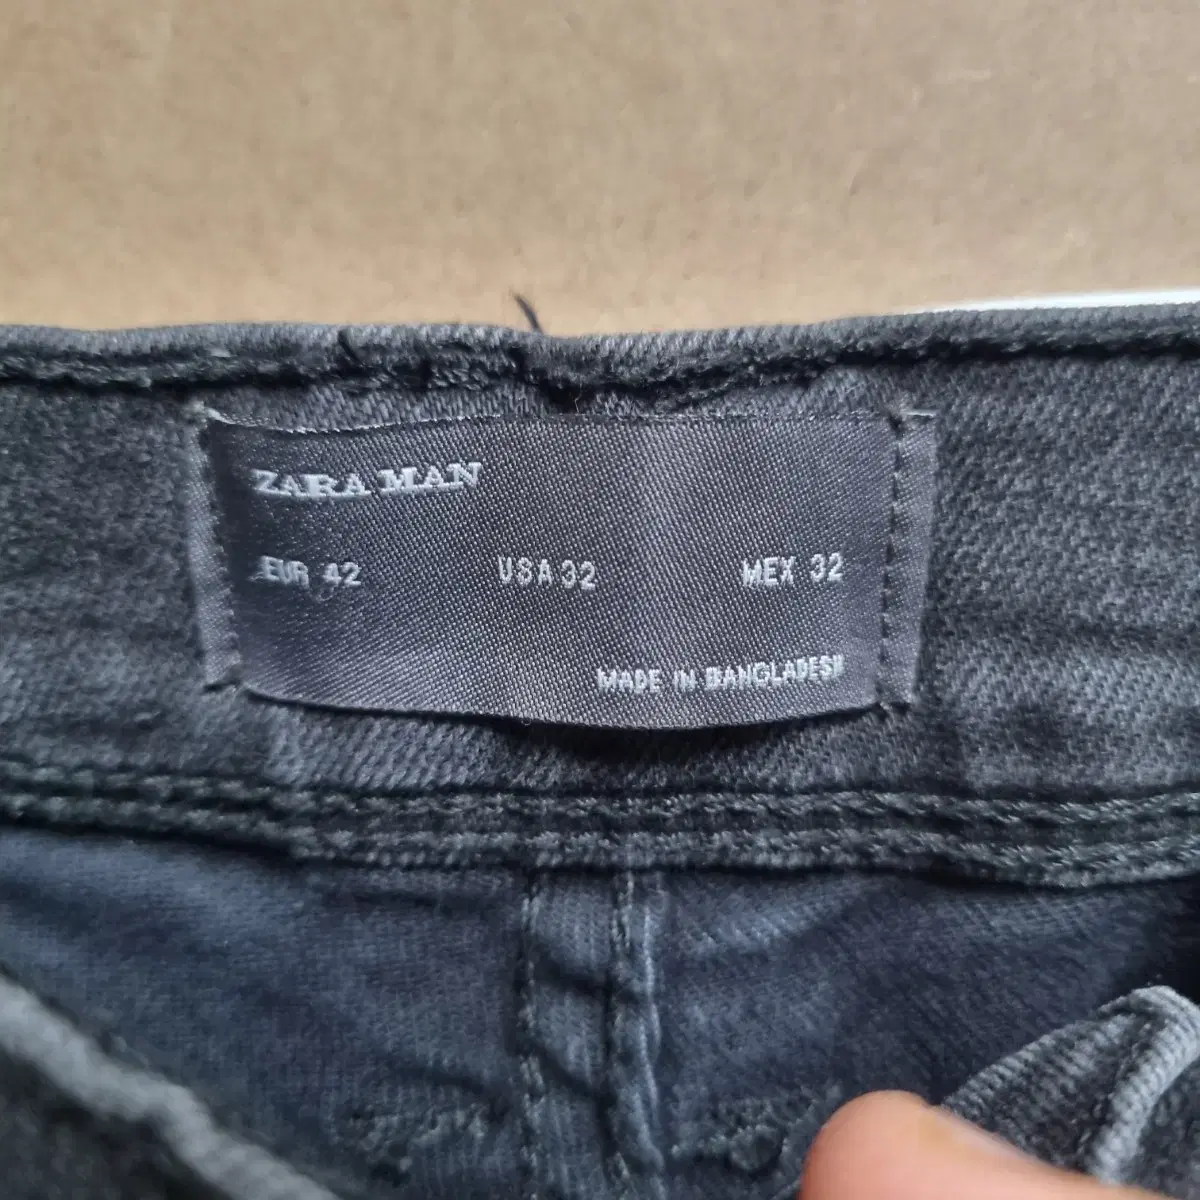 ZARA MAN
EUR 42 USA 32 MEX 32
MADE IN BANGLADESH